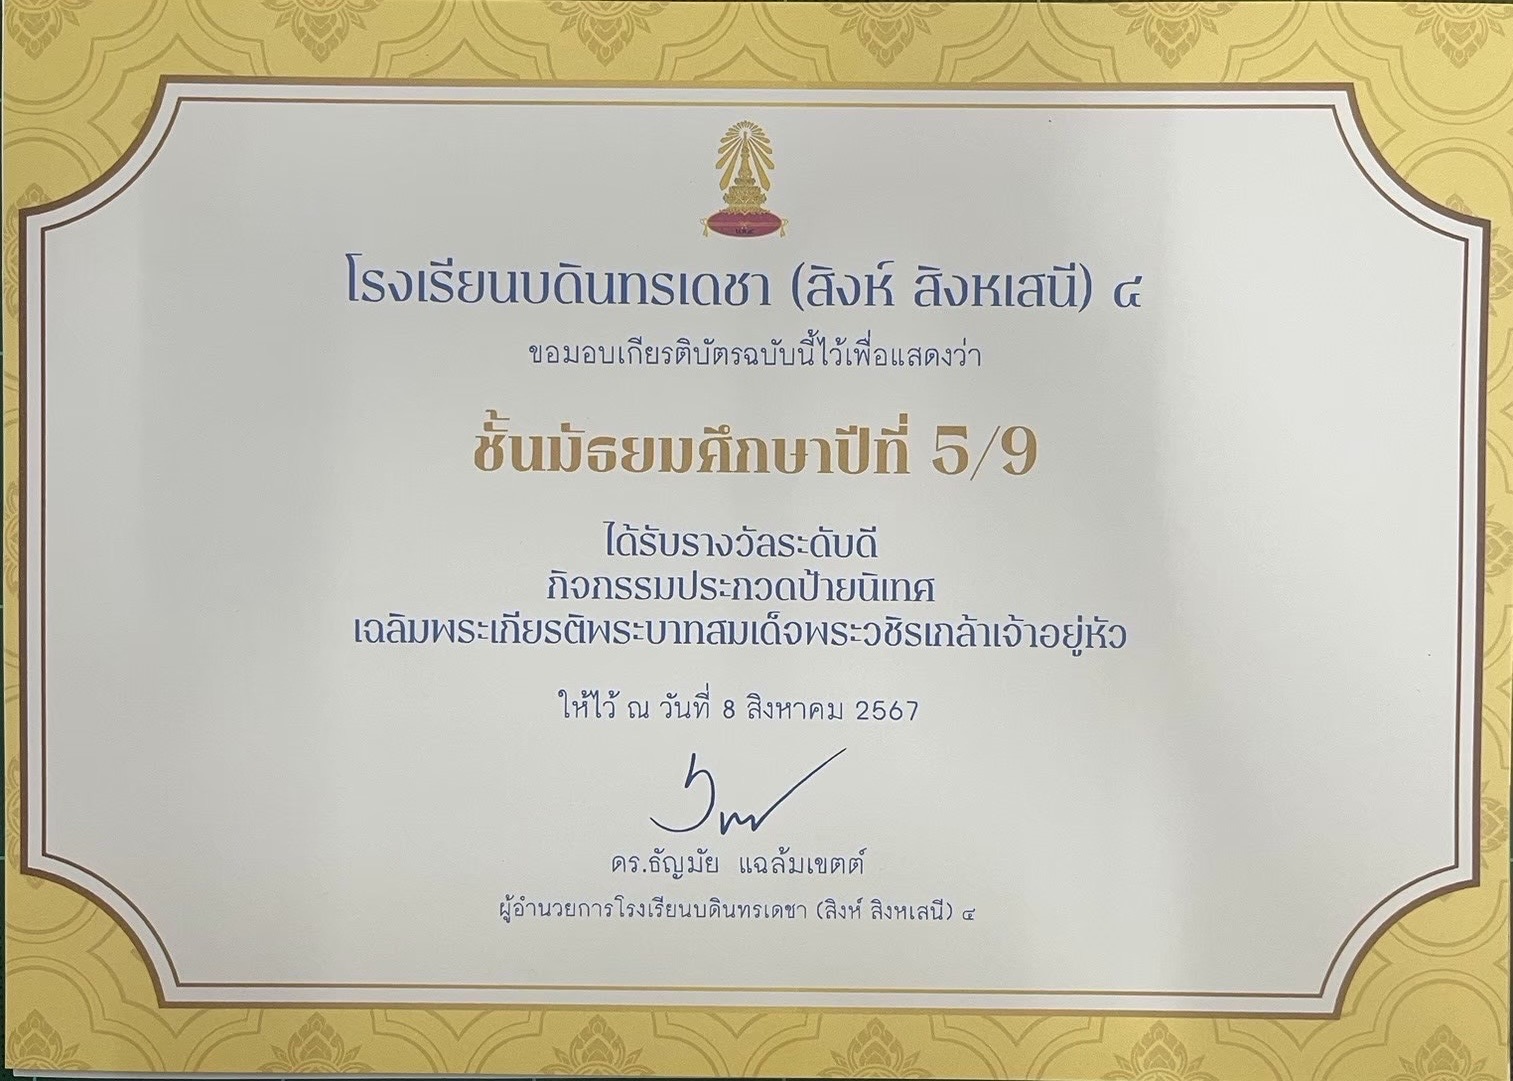 โรงเรียนบดินทรเดชา (สิงห์ สิงหเสนี) ๔
ขอมอบเกียรติบัตรฉบับนี้ไว้เพื่อแสดงว่า
ชั้นมัธยมศึกษาปีที่ 5/9
ได้รับรางวัลระดับดี
กิจกรรมประกวดป้ายนิเทศ
เฉลิมพระเกียรติพระบาทสมเด็จพระวชิรเกล้าเจ้าอยู่หัว
ให้ไว้ ณ วันที่ 8 สิงหาคม 2567
ดร.ธัญมัย แฉล้มเขตต์
ผู้อำนวยการโรงเรียนบดินทรเดชา (สิงห์ สิงหเสนี) ๔